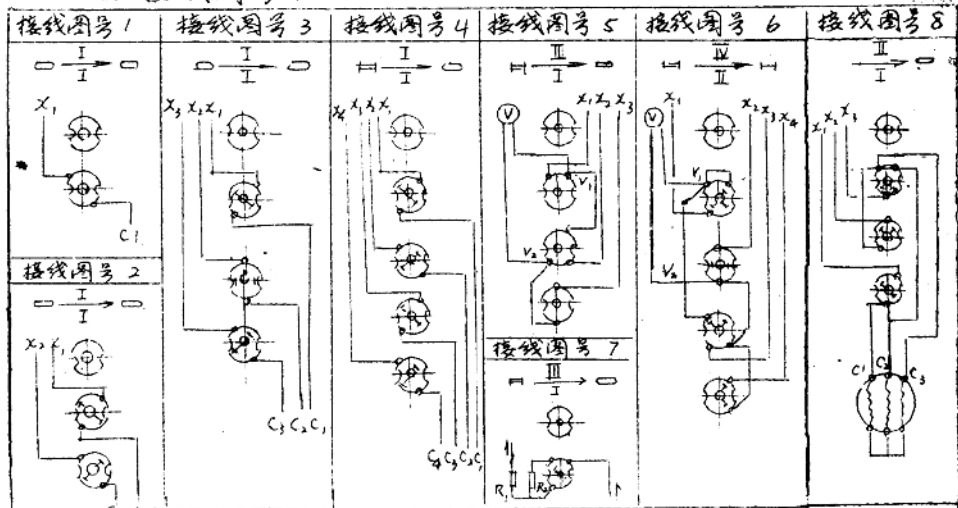 接线图号1
I
I
X₁
C1
接线图号2
I
I
X₂ X₁
接线图号3
I
I
X₃ X₂ X₁
C₃ C₂ C₁
接线图号4
I
I
X₄ X₃ X₂ X₁
C₄ C₃ C₂ C₁
接线图号5
III
I
V
X₁ X₂ X₃
V₁
V₂
接线图号7
III
I
R₁
R₂
接线图号6
IV
II
V
X₁
X₂ X₃ X₄
V₁
V₂
接线图号8
II
I
X₁ X₂ X₃
C1 C₂ C₃